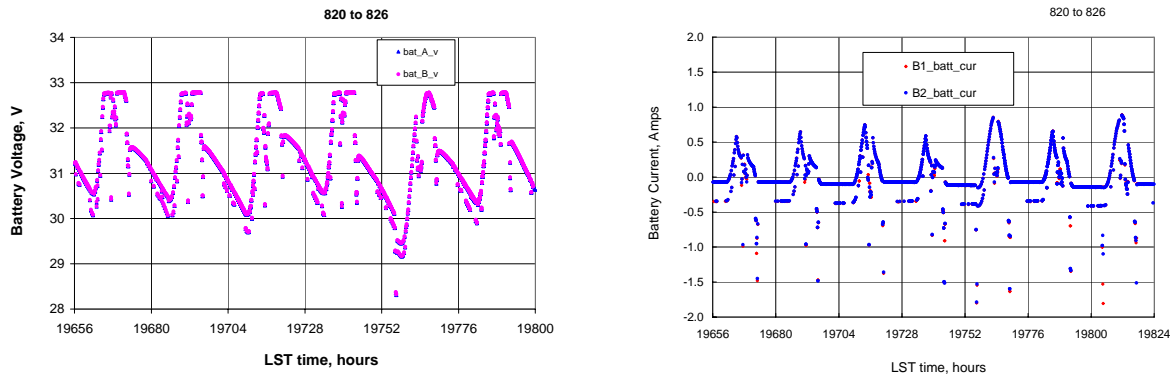 820 to 826
34
33
32
31
30
29
28
Battery Voltage, V
bat_A_v
bat_B_v
19656 19680 19704 19728 19752 19776 19800
LST time, hours
820 to 826
2.0
1.5
1.0
0.5
0.0
-0.5
-1.0
-1.5
-2.0
Battery Current, Amps
B1_batt_cur
B2_batt_cur
19656 19680 19704 19728 19752 19776 19800 19824
LST time, hours